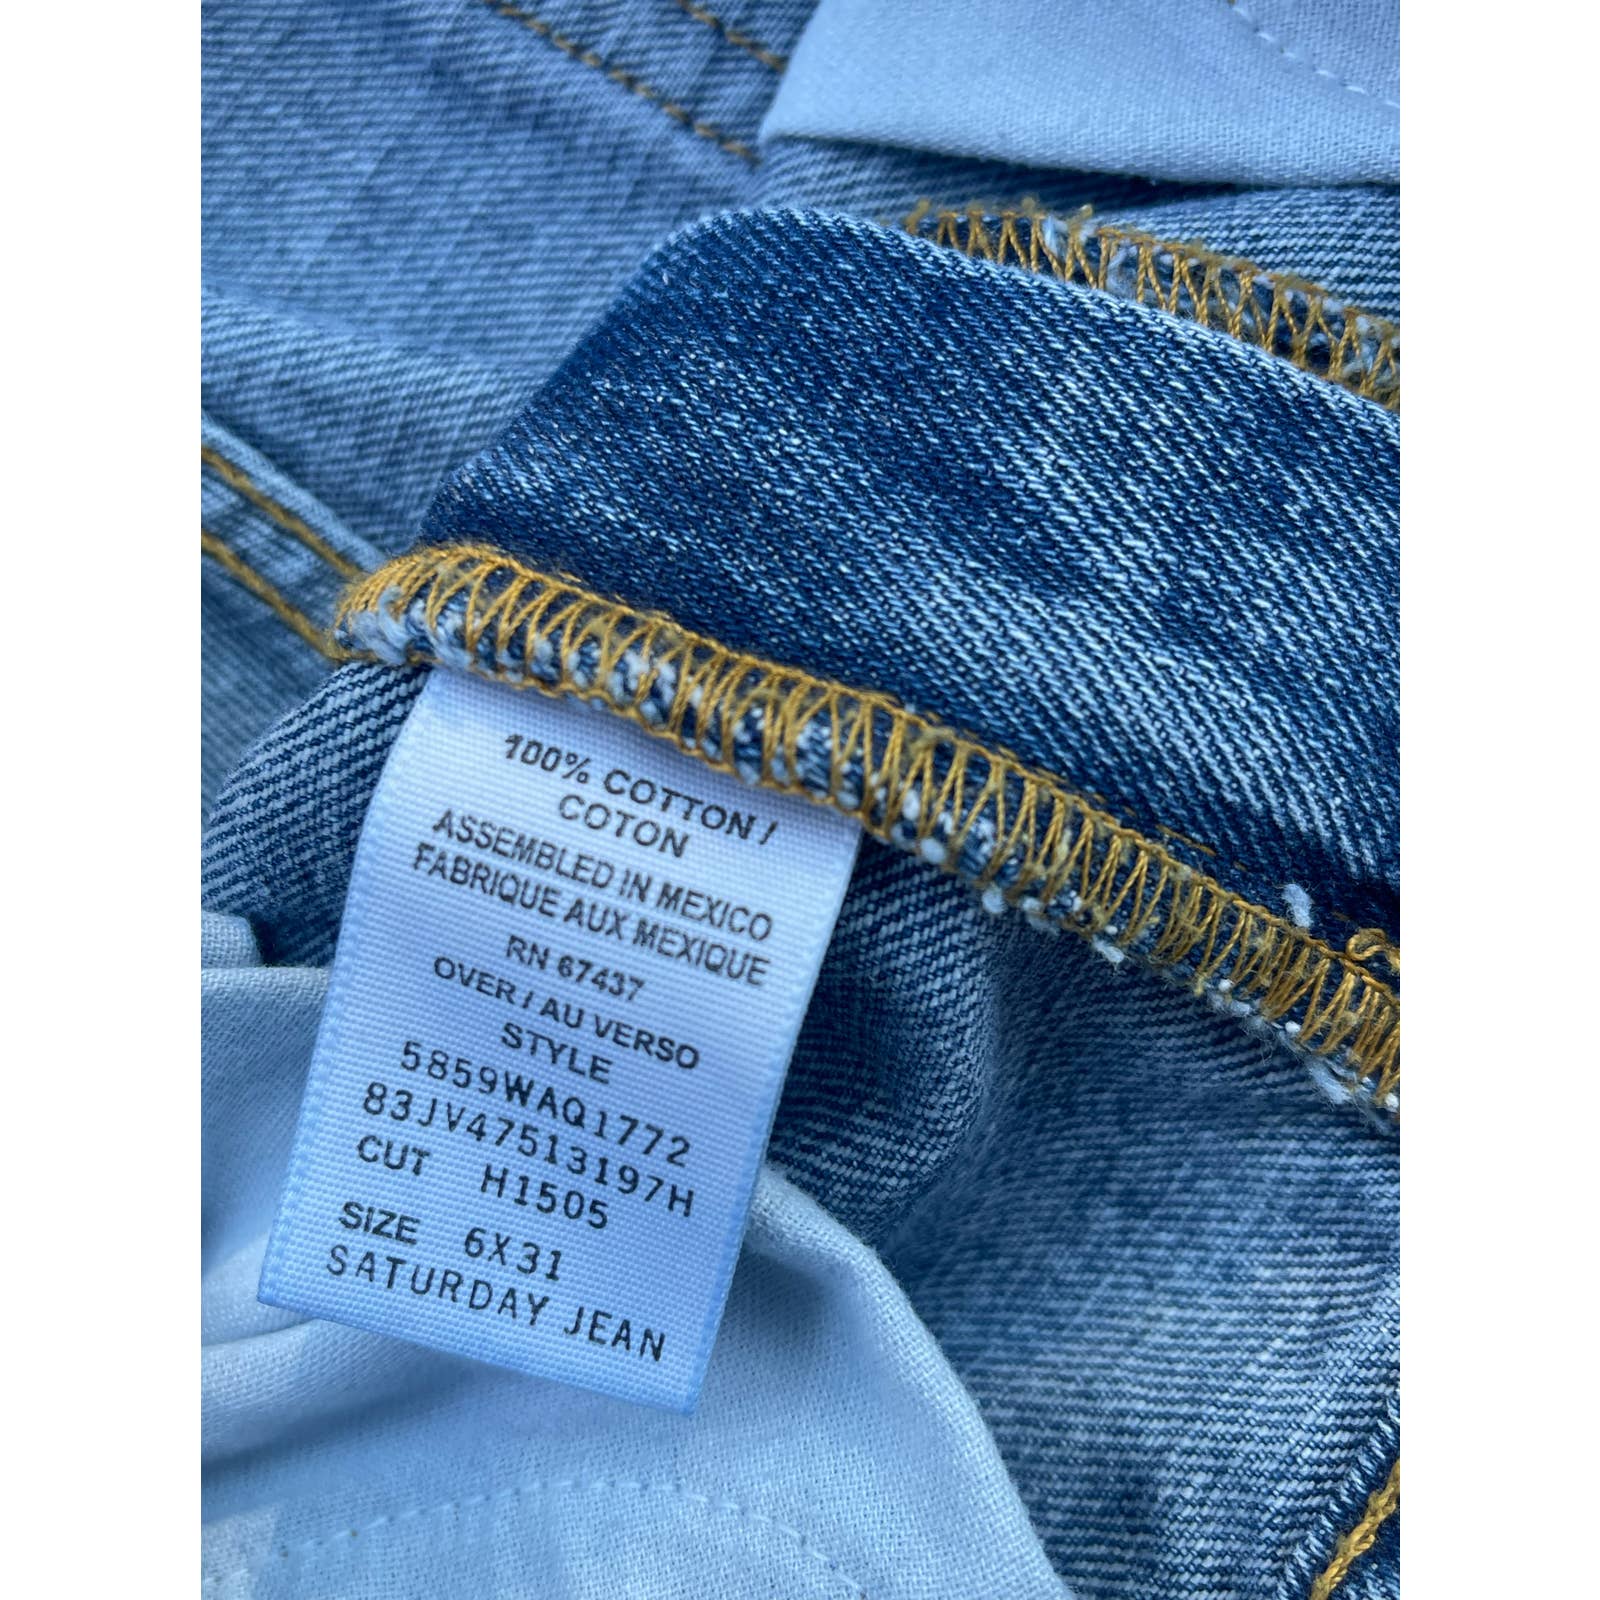 100% COTTON /
COTON
ASSEMBLED IN MEXICO
FABRIQUE AUX MEXIQUE
RN 67437
OVER / AU VERSO
STYLE
5859WAQ1772
83JV47513197H
CUT H1505
SIZE 6X31
SATURDAY JEAN